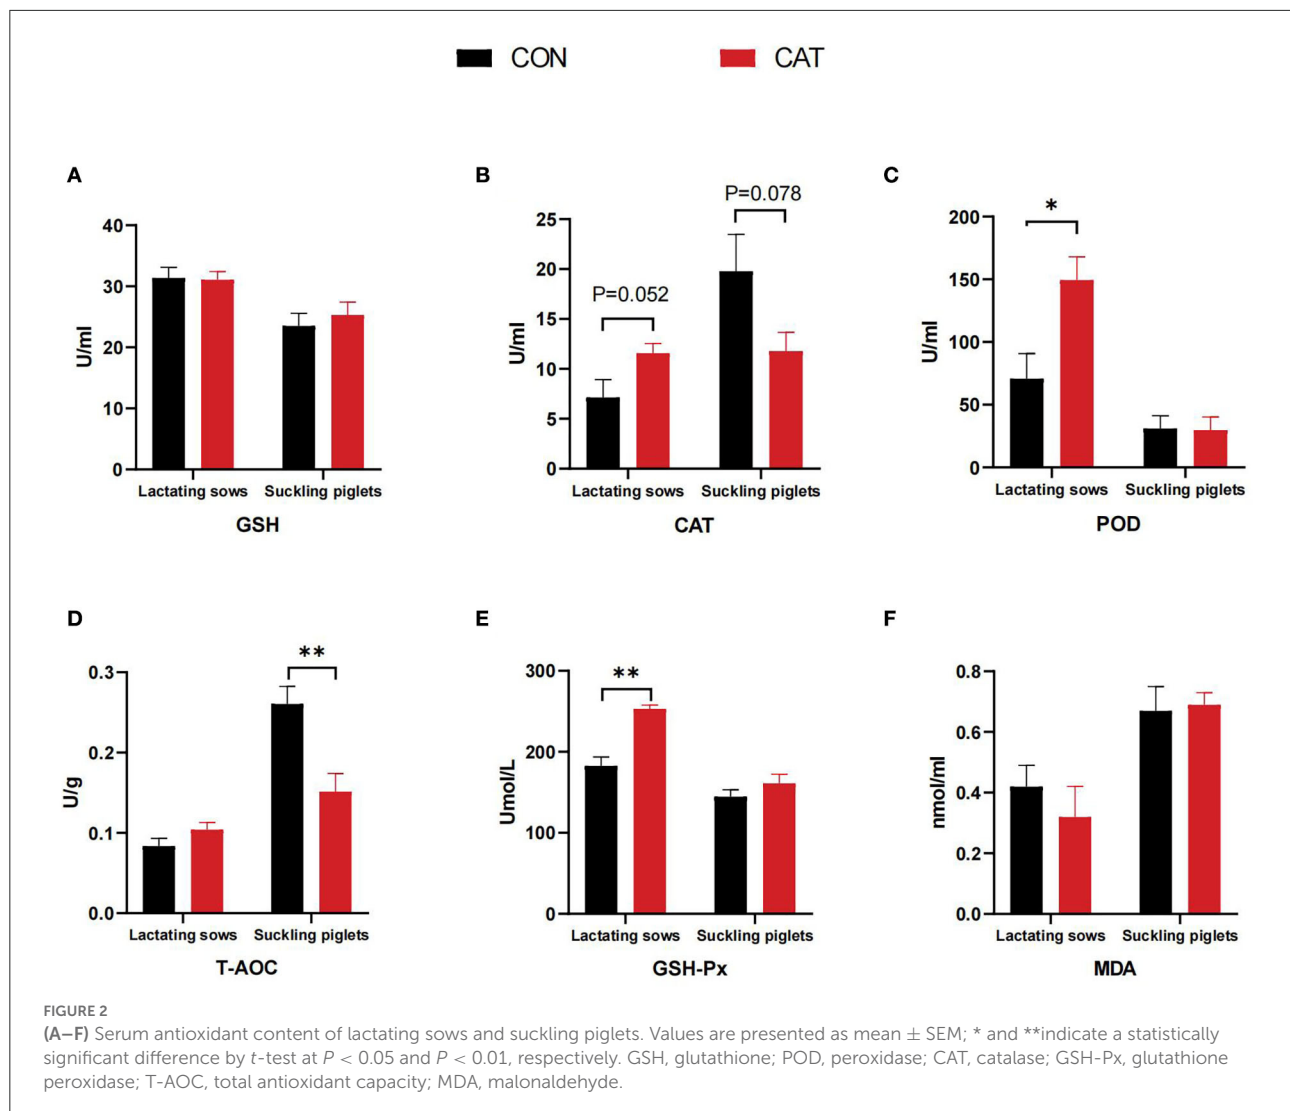 CON CAT
A
40
30
20
10
0
U/ml
Lactating sows Suckling piglets
GSH
B
P=0.078
P=0.052
25
20
15
10
5
0
U/ml
Lactating sows Suckling piglets
CAT
C
*
200
150
100
50
0
U/ml
Lactating sows Suckling piglets
POD
D
**
0.3
0.2
0.1
0.0
U/g
Lactating sows Suckling piglets
T-AOC
E
**
300
200
100
0
Umol/L
Lactating sows Suckling piglets
GSH-Px
F
0.8
0.6
0.4
0.2
0.0
nmol/ml
Lactating sows Suckling piglets
MDA
FIGURE 2
(A–F) Serum antioxidant content of lactating sows and suckling piglets. Values are presented as mean ± SEM; * and **indicate a statistically
significant difference by t-test at P < 0.05 and P < 0.01, respectively. GSH, glutathione; POD, peroxidase; CAT, catalase; GSH-Px, glutathione
peroxidase; T-AOC, total antioxidant capacity; MDA, malonaldehyde.